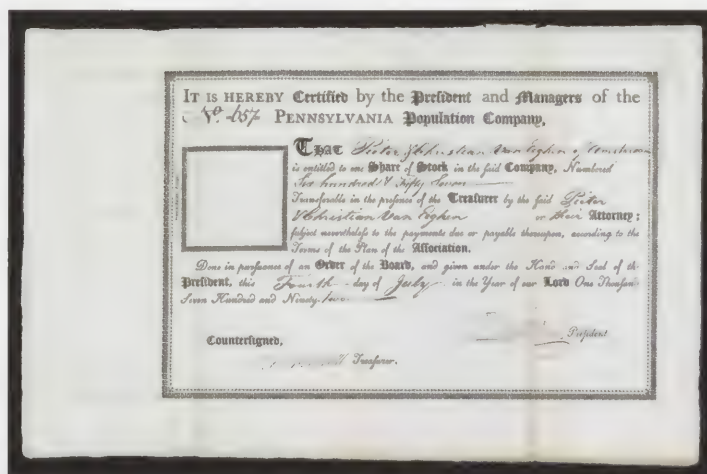 IT IS HEREBY Certified by the President and Managers of the
No. 657 PENNSYLVANIA Population Company,
THAT Pieter & Christian Van Eeghen of Amsterdam
is entitled to one Share of Stock in the said Company, Numbered
Six hundred & Fifty Seven
Transferable in the presence of the Treasurer by the said Pieter
& Christian Van Eeghen or their Attorney;
subject nevertheless to the payments due or payable thereupon, according to the
Terms of the Plan of the Association.
Done in pursuance of an Order of the Board, and given under the Hand and Seal of the
President, this Fourth day of July in the Year of our Lord One Thousan
Seven Hundred and Ninety-two
President
Countersigned,
Treasurer.